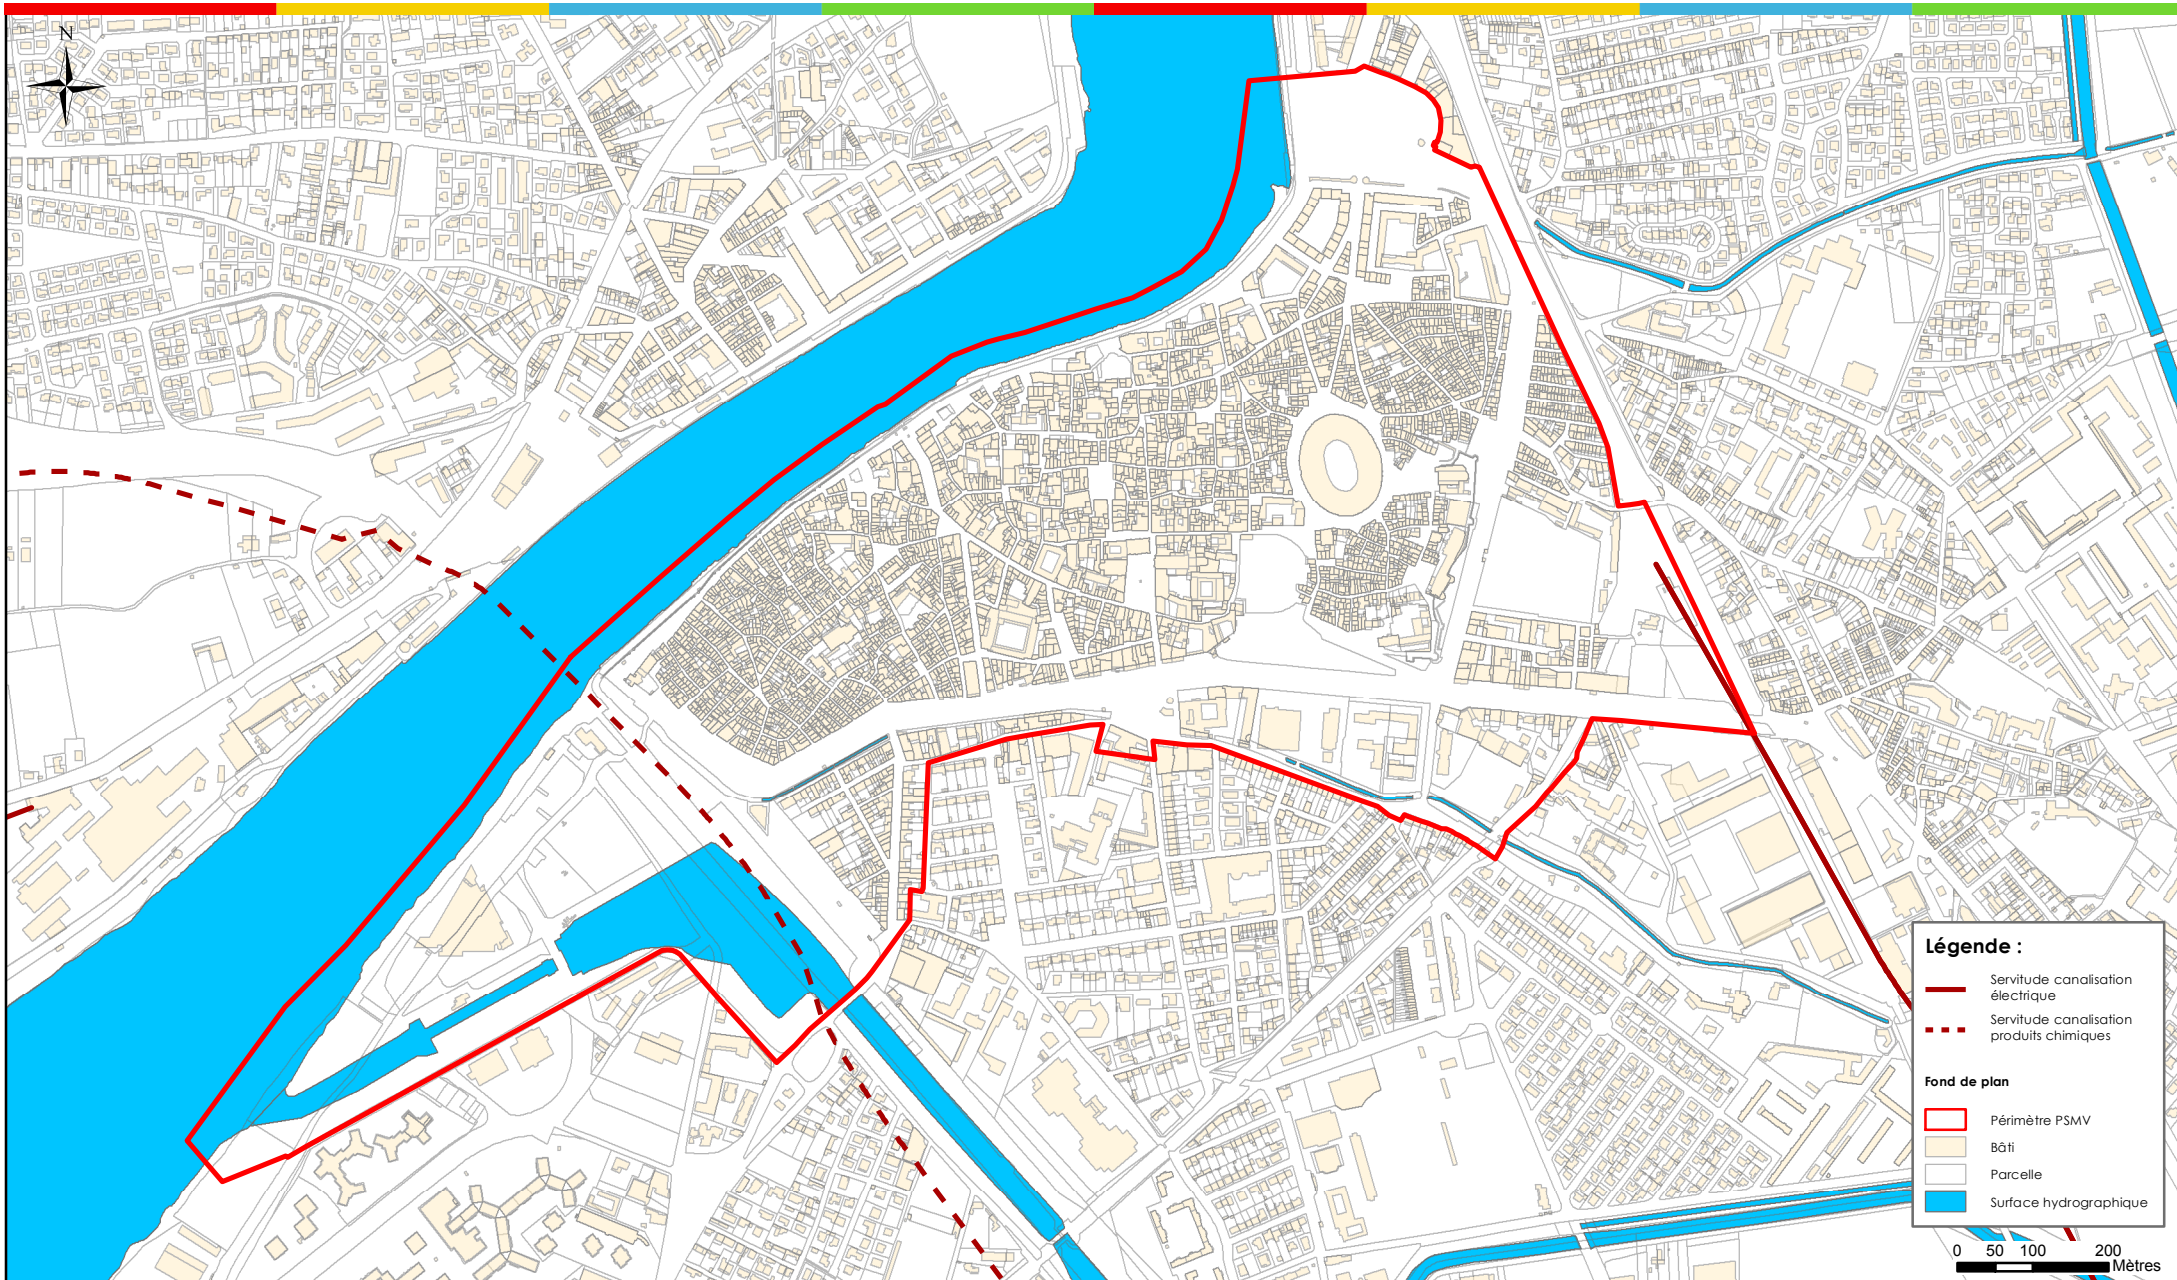 N
Légende :
Servitude canalisation
électrique
Servitude canalisation
produits chimiques
Fond de plan
Périmètre PSMV
Bâti
Parcelle
Surface hydrographique
0 50 100 200
Mètres